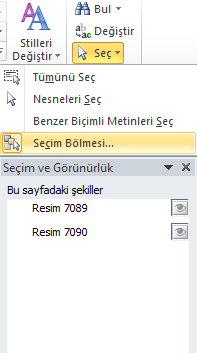 Stilleri
Değiştir
Bul
Değiştir
Seç
Tümünü Seç
Nesneleri Seç
Benzer Biçimli Metinleri Seç
Seçim Bölmesi...
Seçim ve Görünürlük
Bu sayfadaki şekiller
Resim 7089
Resim 7090